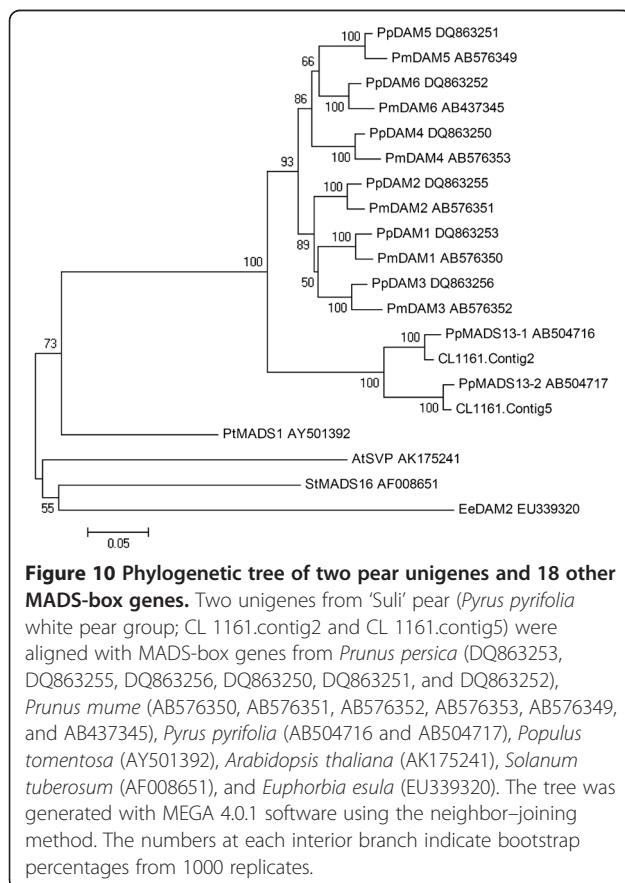 PpDAM5 DQ863251
100
PmDAM5 AB576349
66
PpDAM6 DQ863252
100
PmDAM6 AB437345
86
PpDAM4 DQ863250
100
PmDAM4 AB576353
93
PpDAM2 DQ863255
100
PmDAM2 AB576351
89
PpDAM1 DQ863253
100
PmDAM1 AB576350
50
PpDAM3 DQ863256
100
PmDAM3 AB576352
100
PpMADS13-1 AB504716
100
CL1161.Contig2
100
PpMADS13-2 AB504717
100
CL1161.Contig5
73
PtMADS1 AY501392
AtSVP AK175241
StMADS16 AF008651
55
EeDAM2 EU339320
0.05
Figure 10 Phylogenetic tree of two pear unigenes and 18 other
MADS-box genes. Two unigenes from ‘Suli’ pear (Pyrus pyrifolia
white pear group; CL 1161.contig2 and CL 1161.contig5) were
aligned with MADS-box genes from Prunus persica (DQ863253,
DQ863255, DQ863256, DQ863250, DQ863251, and DQ863252),
Prunus mume (AB576350, AB576351, AB576352, AB576353, AB576349,
and AB437345), Pyrus pyrifolia (AB504716 and AB504717), Populus
tomentosa (AY501392), Arabidopsis thaliana (AK175241), Solanum
tuberosum (AF008651), and Euphorbia esula (EU339320). The tree was
generated with MEGA 4.0.1 software using the neighbor–joining
method. The numbers at each interior branch indicate bootstrap
percentages from 1000 replicates.